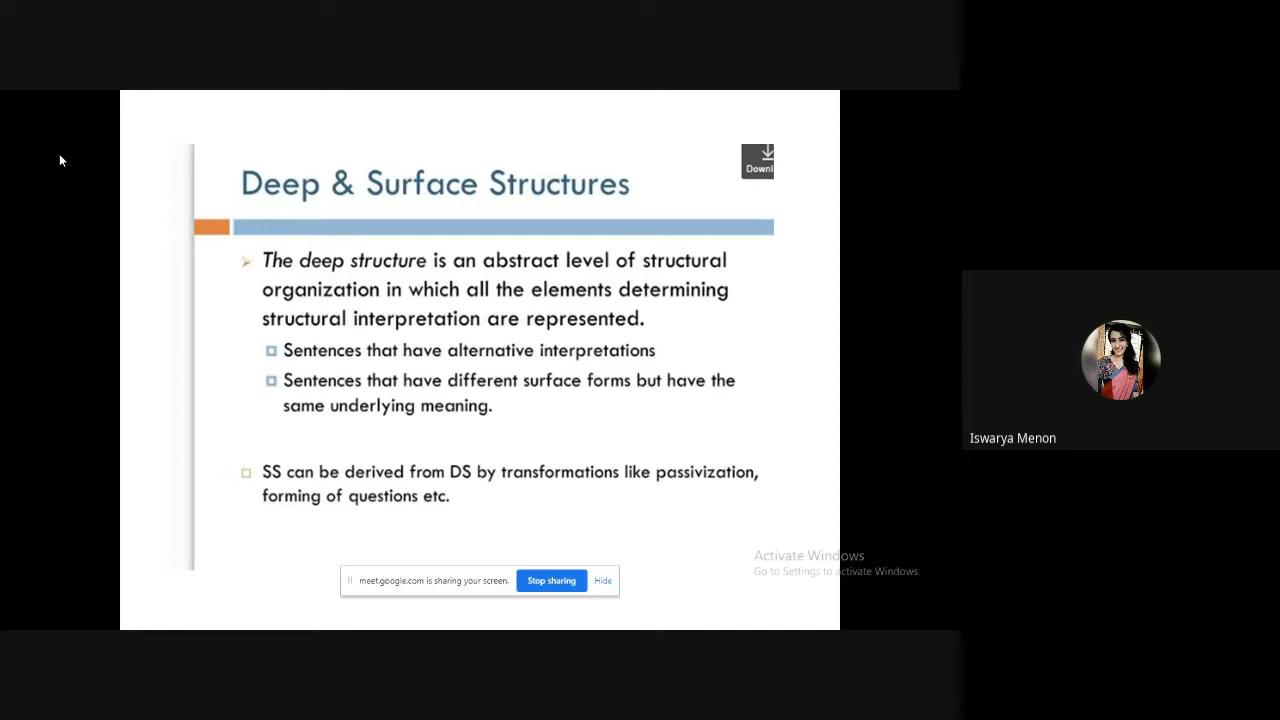 Downl
Deep & Surface Structures
The deep structure is an abstract level of structural
organization in which all the elements determining
structural interpretation are represented.
Sentences that have alternative interpretations
Sentences that have different surface forms but have the
same underlying meaning.
SS can be derived from DS by transformations like passivization,
forming of questions etc.
Iswarya Menon
Activate Windows
Go to Settings to activate Windows.
meet.google.com is sharing your screen. Stop sharing Hide